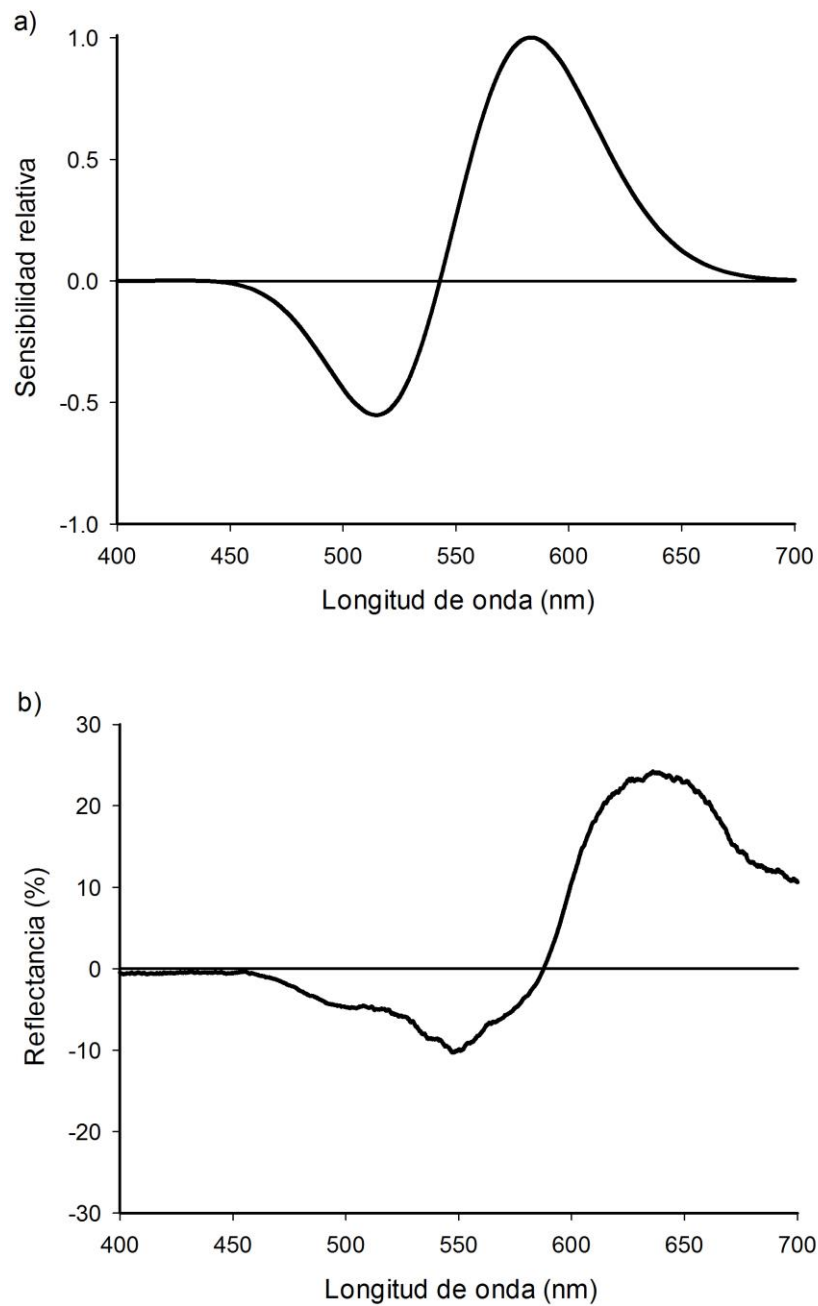 a)
1.0
0.5
0.0
-0.5
-1.0
Sensibilidad relativa
400 450 500 550 600 650 700
Longitud de onda (nm)
b)
30
20
10
0
-10
-20
-30
Reflectancia (%)
400 450 500 550 600 650 700
Longitud de onda (nm)